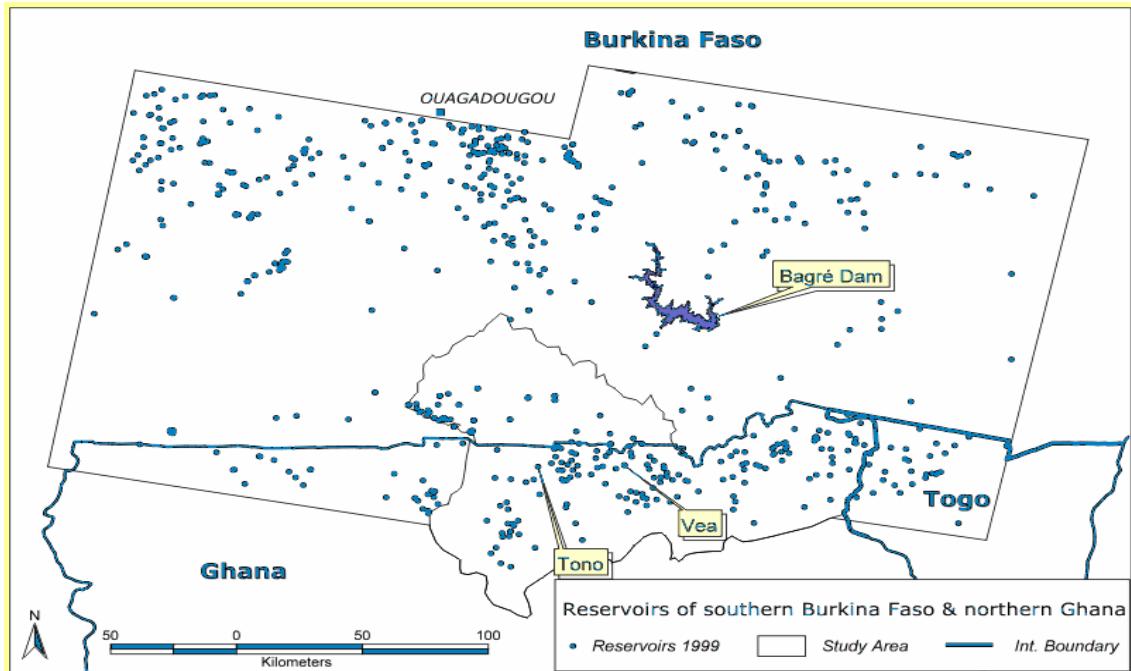 Burkina Faso
OUAGADOUGOU
Bagré Dam
Togo
Vea
Tono
Ghana
N
50 0 50 100
Kilometers
Reservoirs of southern Burkina Faso & northern Ghana
Reservoirs 1999 Study Area Int. Boundary